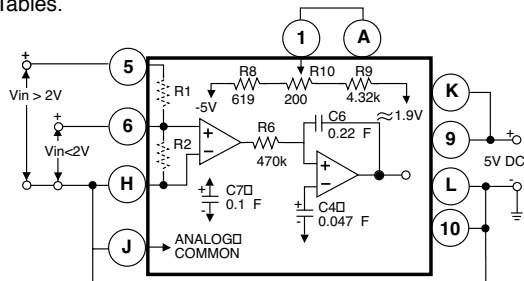 Tables.
1 A
5
+
R8 R10 R9
R1
K
Vin > 2V
-5V 619 200 4.32k
C6
≈1.9V
6
+
0.22 F
9
+
R6
Vin<2V
R2
+
-
470k
5V DC
H
+
-
C7□
0.1 F
+
-
C4□
0.047 F
L
-
J
ANALOG□
COMMON
10